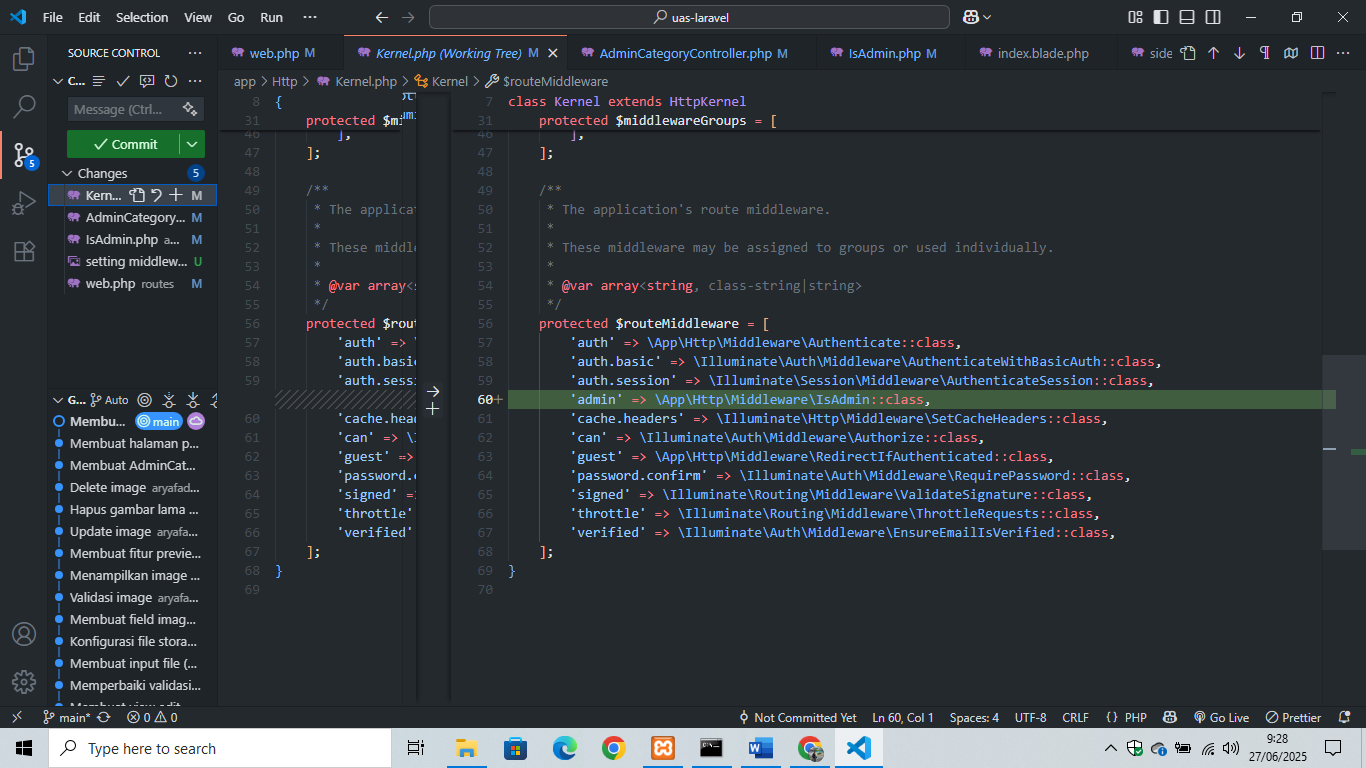 File Edit Selection View Go Run ··· uas-laravel
SOURCE CONTROL ···
web.php M
Kernel.php (Working Tree) M
AdminCategoryController.php M
IsAdmin.php M
index.blade.php
side
C...
app > Http > Kernel.php > Kernel > $routeMiddleware
Message (Ctrl...
Commit
Changes 5
5
Kern... M
AdminCategory... M
IsAdmin.php a... M
setting middlew... U
web.php routes M
G... Auto
Membu... main
Membuat halaman p...
Membuat AdminCat...
Delete image aryafad...
Hapus gambar lama ...
Update image aryafa...
Membuat fitur previe...
Menampilkan image ...
Validasi image aryafa...
Membuat field imag...
Konfigurasi file stora...
Membuat input file (...
Memperbaiki validasi...
Membuat view edit
8 {
31 protected $mi
46 ],
47 ];
48
49 /**
50 * The applicat
51 *
52 * These middle
53 *
54 * @var array<s
55 */
56 protected $rout
57 'auth' => \
58 'auth.basic
59 'auth.sessi
60 'cache.head
61 'can' => \I
62 'guest' =>
63 'password.c
64 'signed' =
65 'throttle'
66 'verified'
67 ];
68 }
69
7 class Kernel extends HttpKernel
31 protected $middlewareGroups = [
46 ],
47 ];
48
49 /**
50 * The application's route middleware.
51 *
52 * These middleware may be assigned to groups or used individually.
53 *
54 * @var array<string, class-string|string>
55 */
56 protected $routeMiddleware = [
57 'auth' => \App\Http\Middleware\Authenticate::class,
58 'auth.basic' => \Illuminate\Auth\Middleware\AuthenticateWithBasicAuth::class,
59 'auth.session' => \Illuminate\Session\Middleware\AuthenticateSession::class,
60+ 'admin' => \App\Http\Middleware\IsAdmin::class,
61 'cache.headers' => \Illuminate\Http\Middleware\SetCacheHeaders::class,
62 'can' => \Illuminate\Auth\Middleware\Authorize::class,
63 'guest' => \App\Http\Middleware\RedirectIfAuthenticated::class,
64 'password.confirm' => \Illuminate\Auth\Middleware\RequirePassword::class,
65 'signed' => \Illuminate\Routing\Middleware\ValidateSignature::class,
66 'throttle' => \Illuminate\Routing\Middleware\ThrottleRequests::class,
67 'verified' => \Illuminate\Auth\Middleware\EnsureEmailIsVerified::class,
68 ];
69 }
70
main* 0 0 Not Committed Yet Ln 60, Col 1 Spaces: 4 UTF-8 CRLF {} PHP Go Live Prettier
Type here to search
9:28
27/06/2025